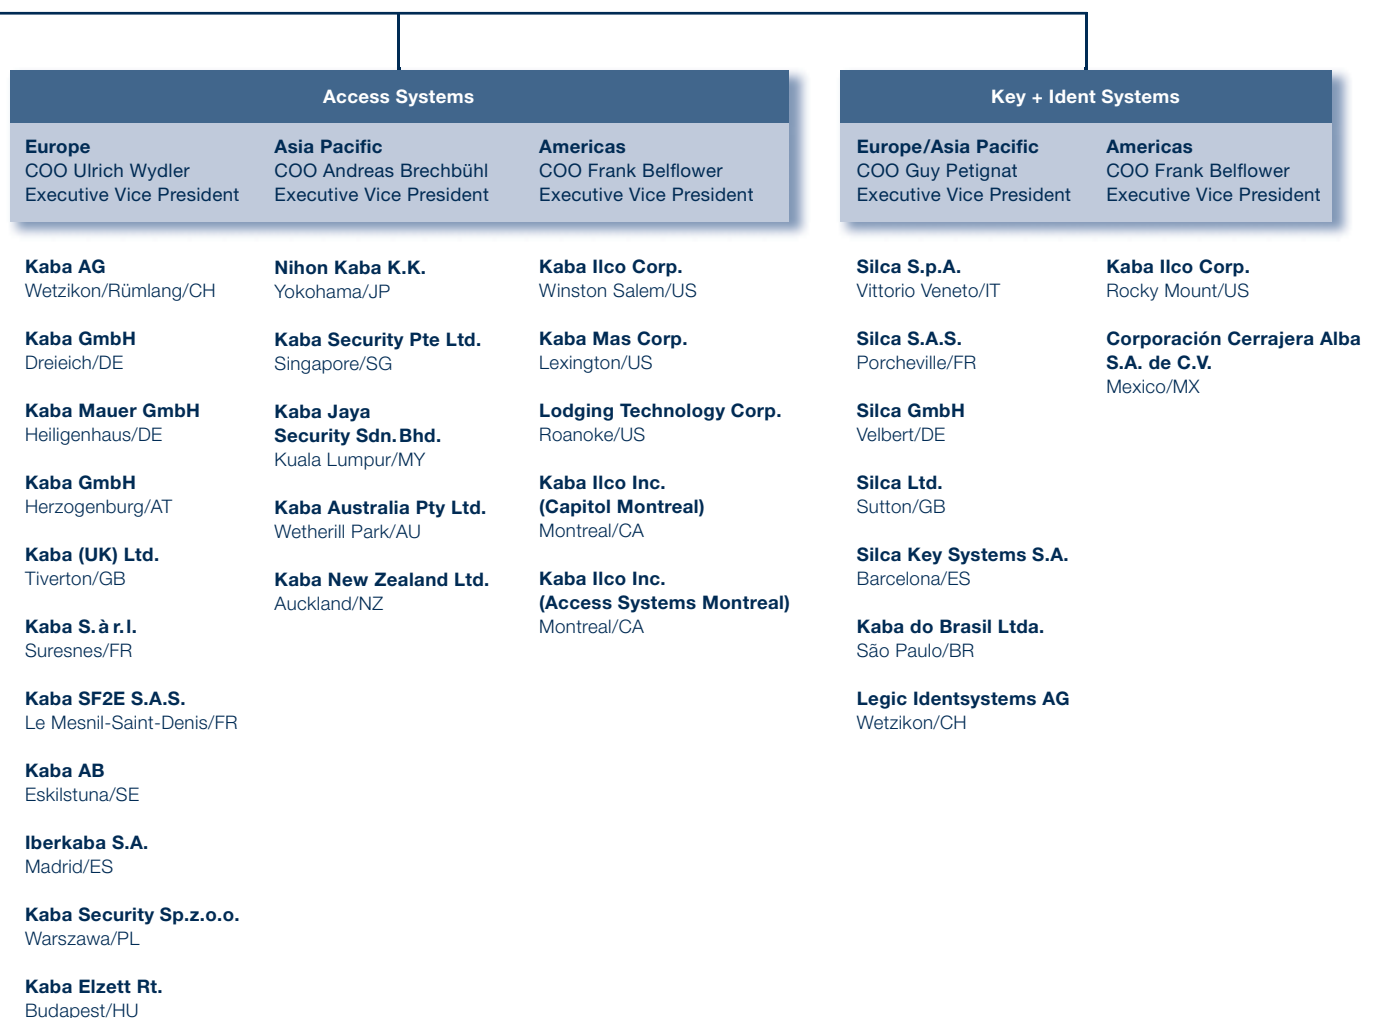 Access Systems
Europe
COO Ulrich Wydler
Executive Vice President
Asia Pacific
COO Andreas Brechbühl
Executive Vice President
Americas
COO Frank Belflower
Executive Vice President
Kaba AG
Wetzikon/Rümlang/CH
Kaba GmbH
Dreieich/DE
Kaba Mauer GmbH
Heiligenhaus/DE
Kaba GmbH
Herzogenburg/AT
Kaba (UK) Ltd.
Tiverton/GB
Kaba S.à r.l.
Suresnes/FR
Kaba SF2E S.A.S.
Le Mesnil-Saint-Denis/FR
Kaba AB
Eskilstuna/SE
Iberkaba S.A.
Madrid/ES
Kaba Security Sp.z.o.o.
Warszawa/PL
Kaba Elzett Rt.
Budapest/HU
Nihon Kaba K.K.
Yokohama/JP
Kaba Security Pte Ltd.
Singapore/SG
Kaba Jaya
Security Sdn. Bhd.
Kuala Lumpur/MY
Kaba Australia Pty Ltd.
Wetherill Park/AU
Kaba New Zealand Ltd.
Auckland/NZ
Kaba Ilco Corp.
Winston Salem/US
Kaba Mas Corp.
Lexington/US
Lodging Technology Corp.
Roanoke/US
Kaba Ilco Inc.
(Capitol Montreal)
Montreal/CA
Kaba Ilco Inc.
(Access Systems Montreal)
Montreal/CA
Key + Ident Systems
Europe/Asia Pacific
COO Guy Petignat
Executive Vice President
Americas
COO Frank Belflower
Executive Vice President
Silca S.p.A.
Vittorio Veneto/IT
Silca S.A.S.
Porcheville/FR
Silca GmbH
Velbert/DE
Silca Ltd.
Sutton/GB
Silca Key Systems S.A.
Barcelona/ES
Kaba do Brasil Ltda.
São Paulo/BR
Legic Identsystems AG
Wetzikon/CH
Kaba Ilco Corp.
Rocky Mount/US
Corporación Cerrajera Alba
S.A. de C.V.
Mexico/MX